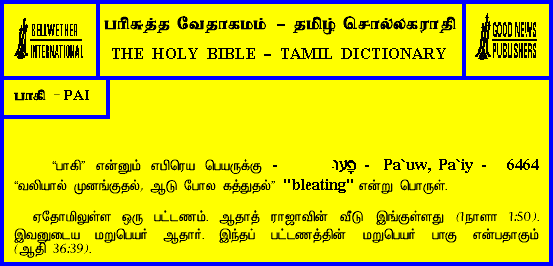 BELLWETHER
INTERNATIONAL
பரிசுத்த வேதாகமம் – தமிழ் சொல்லகராதி
THE HOLY BIBLE – TAMIL DICTIONARY
GOOD NEWS
PUBLISHERS
பாகி – PAI
“பாகி” என்னும் எபிரெய பெயருக்கு - פָּעוּ - Pa`uw, Pa`iy - 6464
“வலியால் முனங்குதல், ஆடு போல கத்துதல்” "bleating" என்று பொருள்.
ஏதோமிலுள்ள ஒரு பட்டணம். ஆதாத் ராஜாவின் வீடு இங்குள்ளது (1நாளா 1:50).
இவனுடைய மறுபெயர் ஆதார். இந்தப் பட்டணத்தின் மறுபெயர் பாகு என்பதாகும்
(ஆதி 36:39).